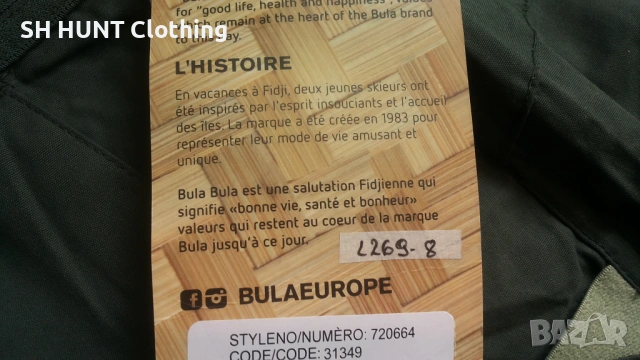 SH HUNT Clothing
for "good life, health and happiness", values
which remain at the heart of the Bula brand
to this day.
L'HISTOIRE
En vacances à Fidji, deux jeunes skieurs ont
été inspirés par l'esprit insouciants et l'accueil
des îles. La marque a été créée en 1983 pour
représenter leur mode de vie amusant et
unique.
Bula Bula est une salutation Fidjienne qui
signifie «bonne vie, santé et bonheur»
valeurs qui restent au coeur de la marque
Bula jusqu'à ce jour.
L269-8
BULAEUROPE
STYLENO/NUMÈRO: 720664
CODE/CODE: 31349
BAZAR
bg